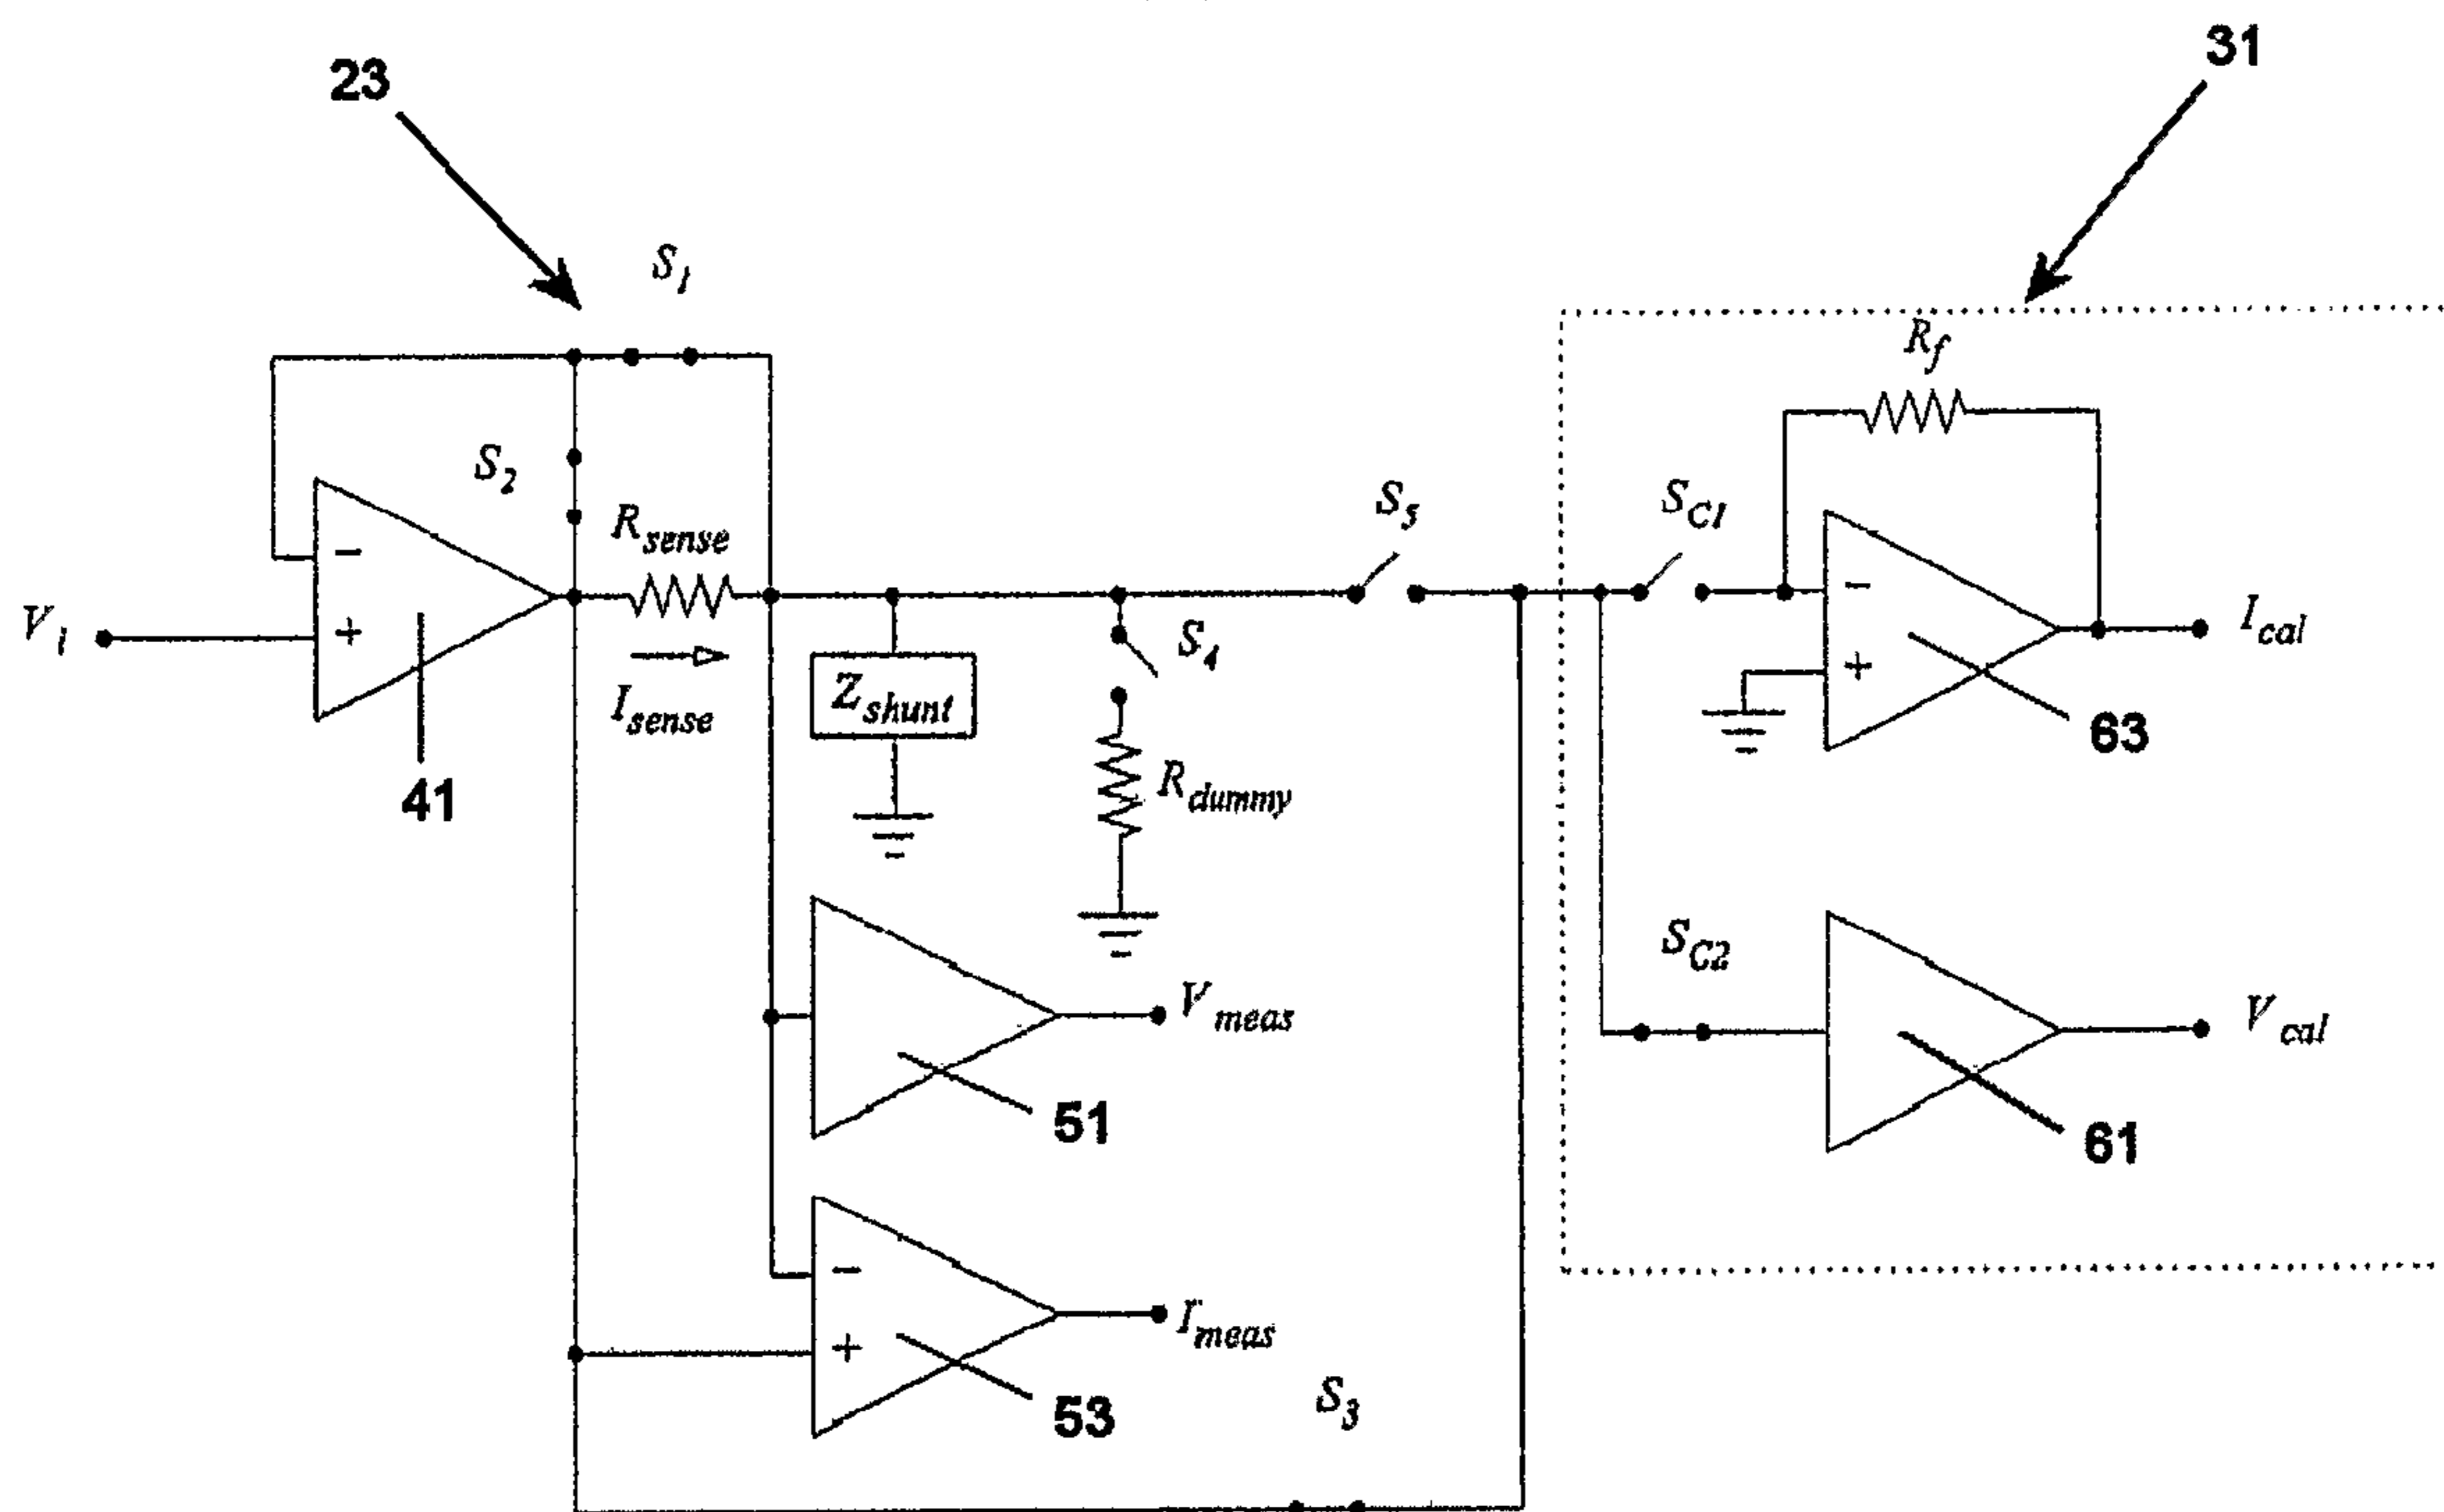 23
31
S1
Rf
S2
Rsense
S5
SC1
−
+
Vi
Isense
41
Zshunt
S4
Rdummy
−
+
Ical
63
SC2
Vmeas
51
Vcal
61
−
+
Imeas
53
S3